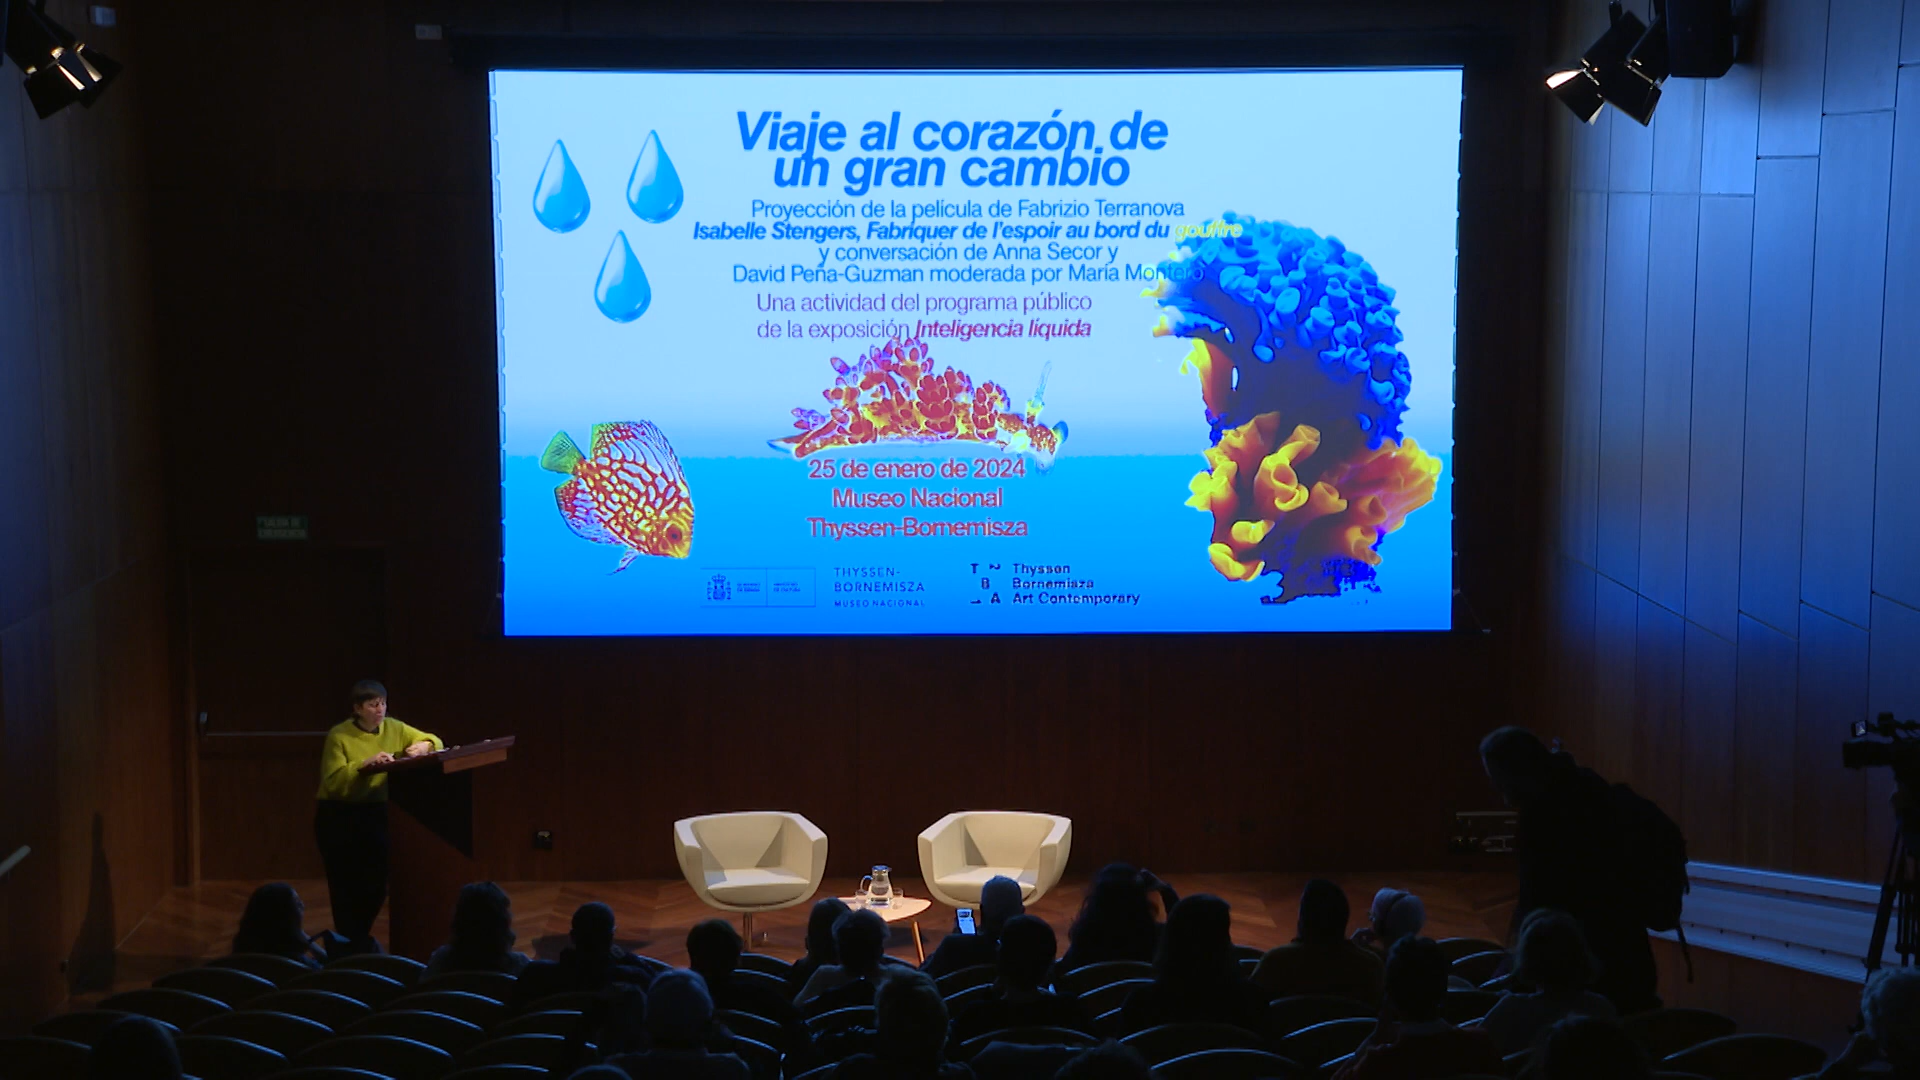 Viaje al corazón de
un gran cambio
Proyección de la película de Fabrizio Terranova
Isabelle Stengers, Fabriquer de l'espoir au bord du gouffre
y conversación de Anna Secor y
David Peña-Guzman moderada por María Montero
Una actividad del programa público
de la exposición Inteligencia líquida
25 de enero de 2024
Museo Nacional
Thyssen-Bornemisza
THYSSEN-
BORNEMISZA
MUSEO NACIONAL
T Thyssen
B Bornemisza
A Art Contemporary
SALIDA DE
EMERGENCIA